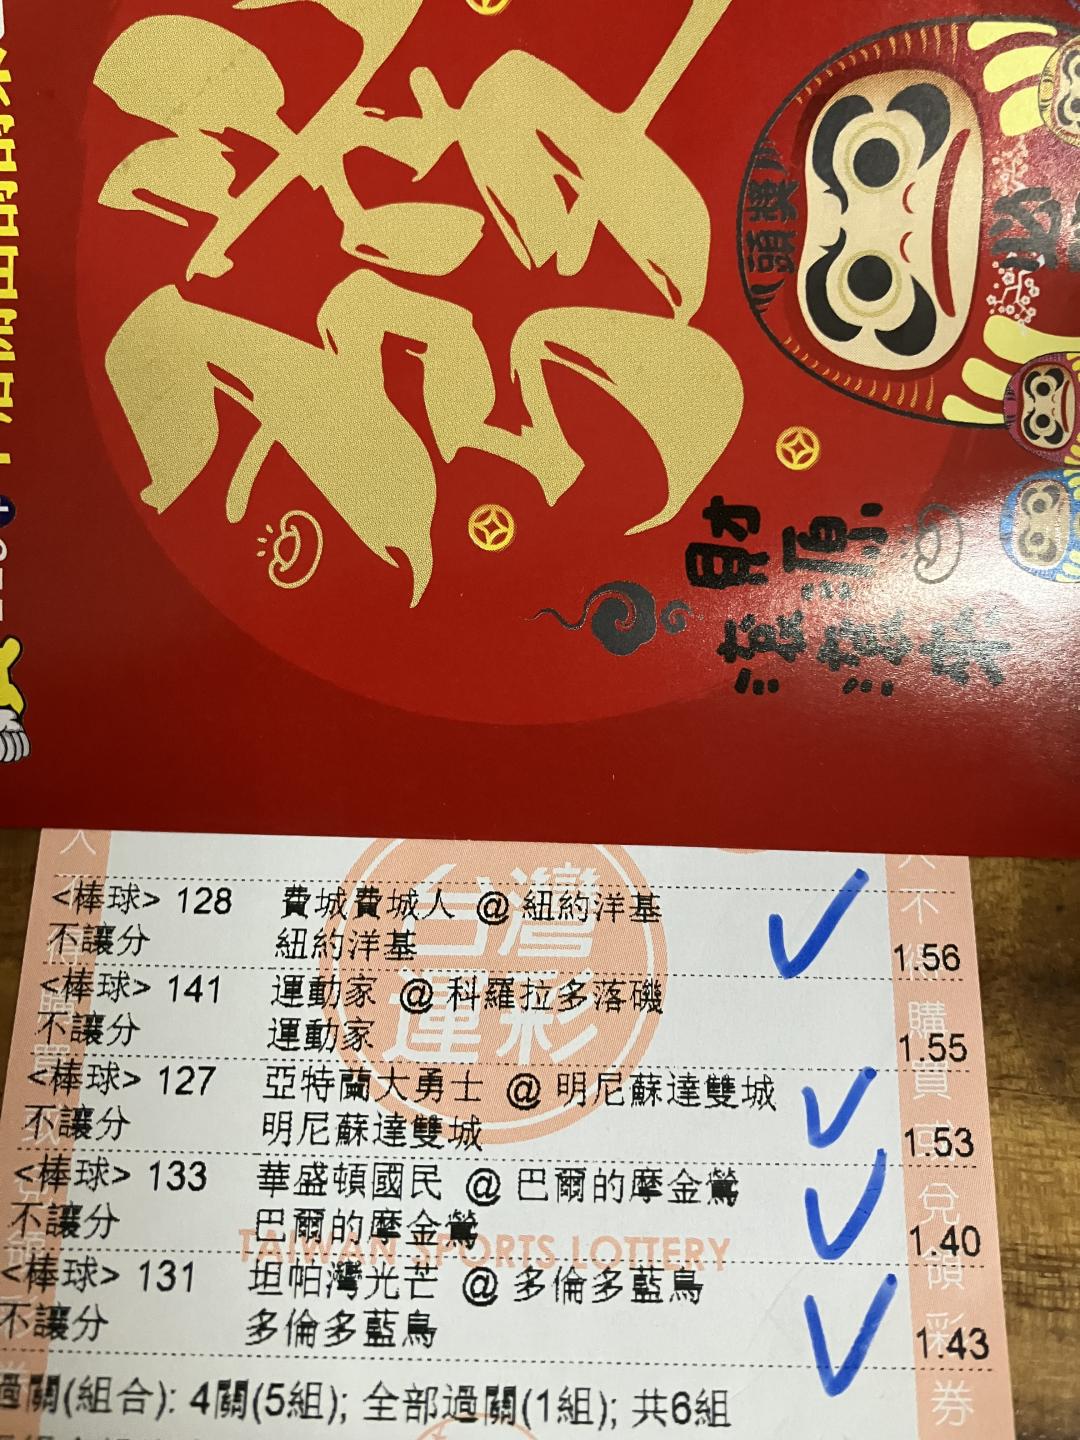 頭獎
財源
滾滾來
台灣
運彩
<棒球> 128 費城費城人 @ 紐約洋基
不讓分 紐約洋基 1.56
<棒球> 141 運動家 @ 科羅拉多落磯
不讓分 運動家 1.55
<棒球> 127 亞特蘭大勇士 @ 明尼蘇達雙城
不讓分 明尼蘇達雙城 1.53
<棒球> 133 華盛頓國民 @ 巴爾的摩金鶯
不讓分 巴爾的摩金鶯 1.40
TAIWAN SPORTS LOTTERY
<棒球> 131 坦帕灣光芒 @ 多倫多藍鳥
不讓分 多倫多藍鳥 1.43
過關(組合): 4關(5組); 全部過關(1組); 共6組